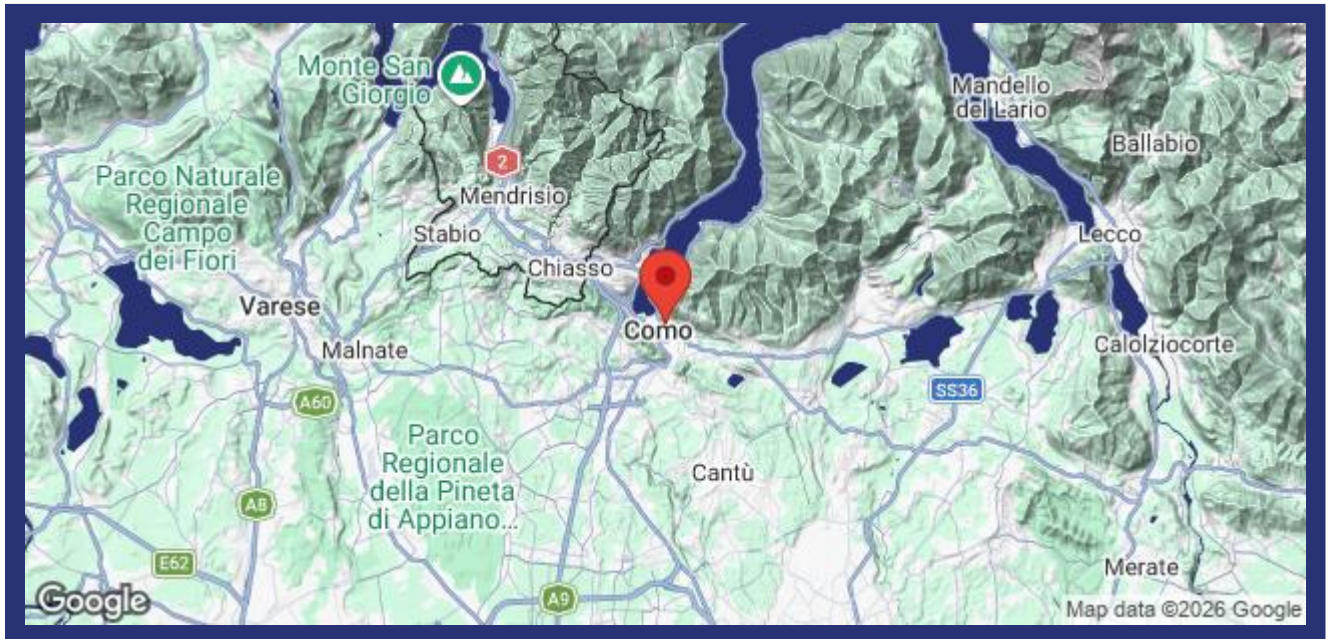 Monte San
Giorgio
Mandello
del Lario
Ballabio
2
Parco Naturale
Regionale
Campo
dei Fiori
Mendrisio
Stabio
Lecco
Chiasso
Varese
Como
Malnate
Calolziocorte
SS36
A60
Parco
Regionale
della Pineta
di Appiano...
Cantù
A8
E62
Merate
A9
Google
Map data ©2026 Google